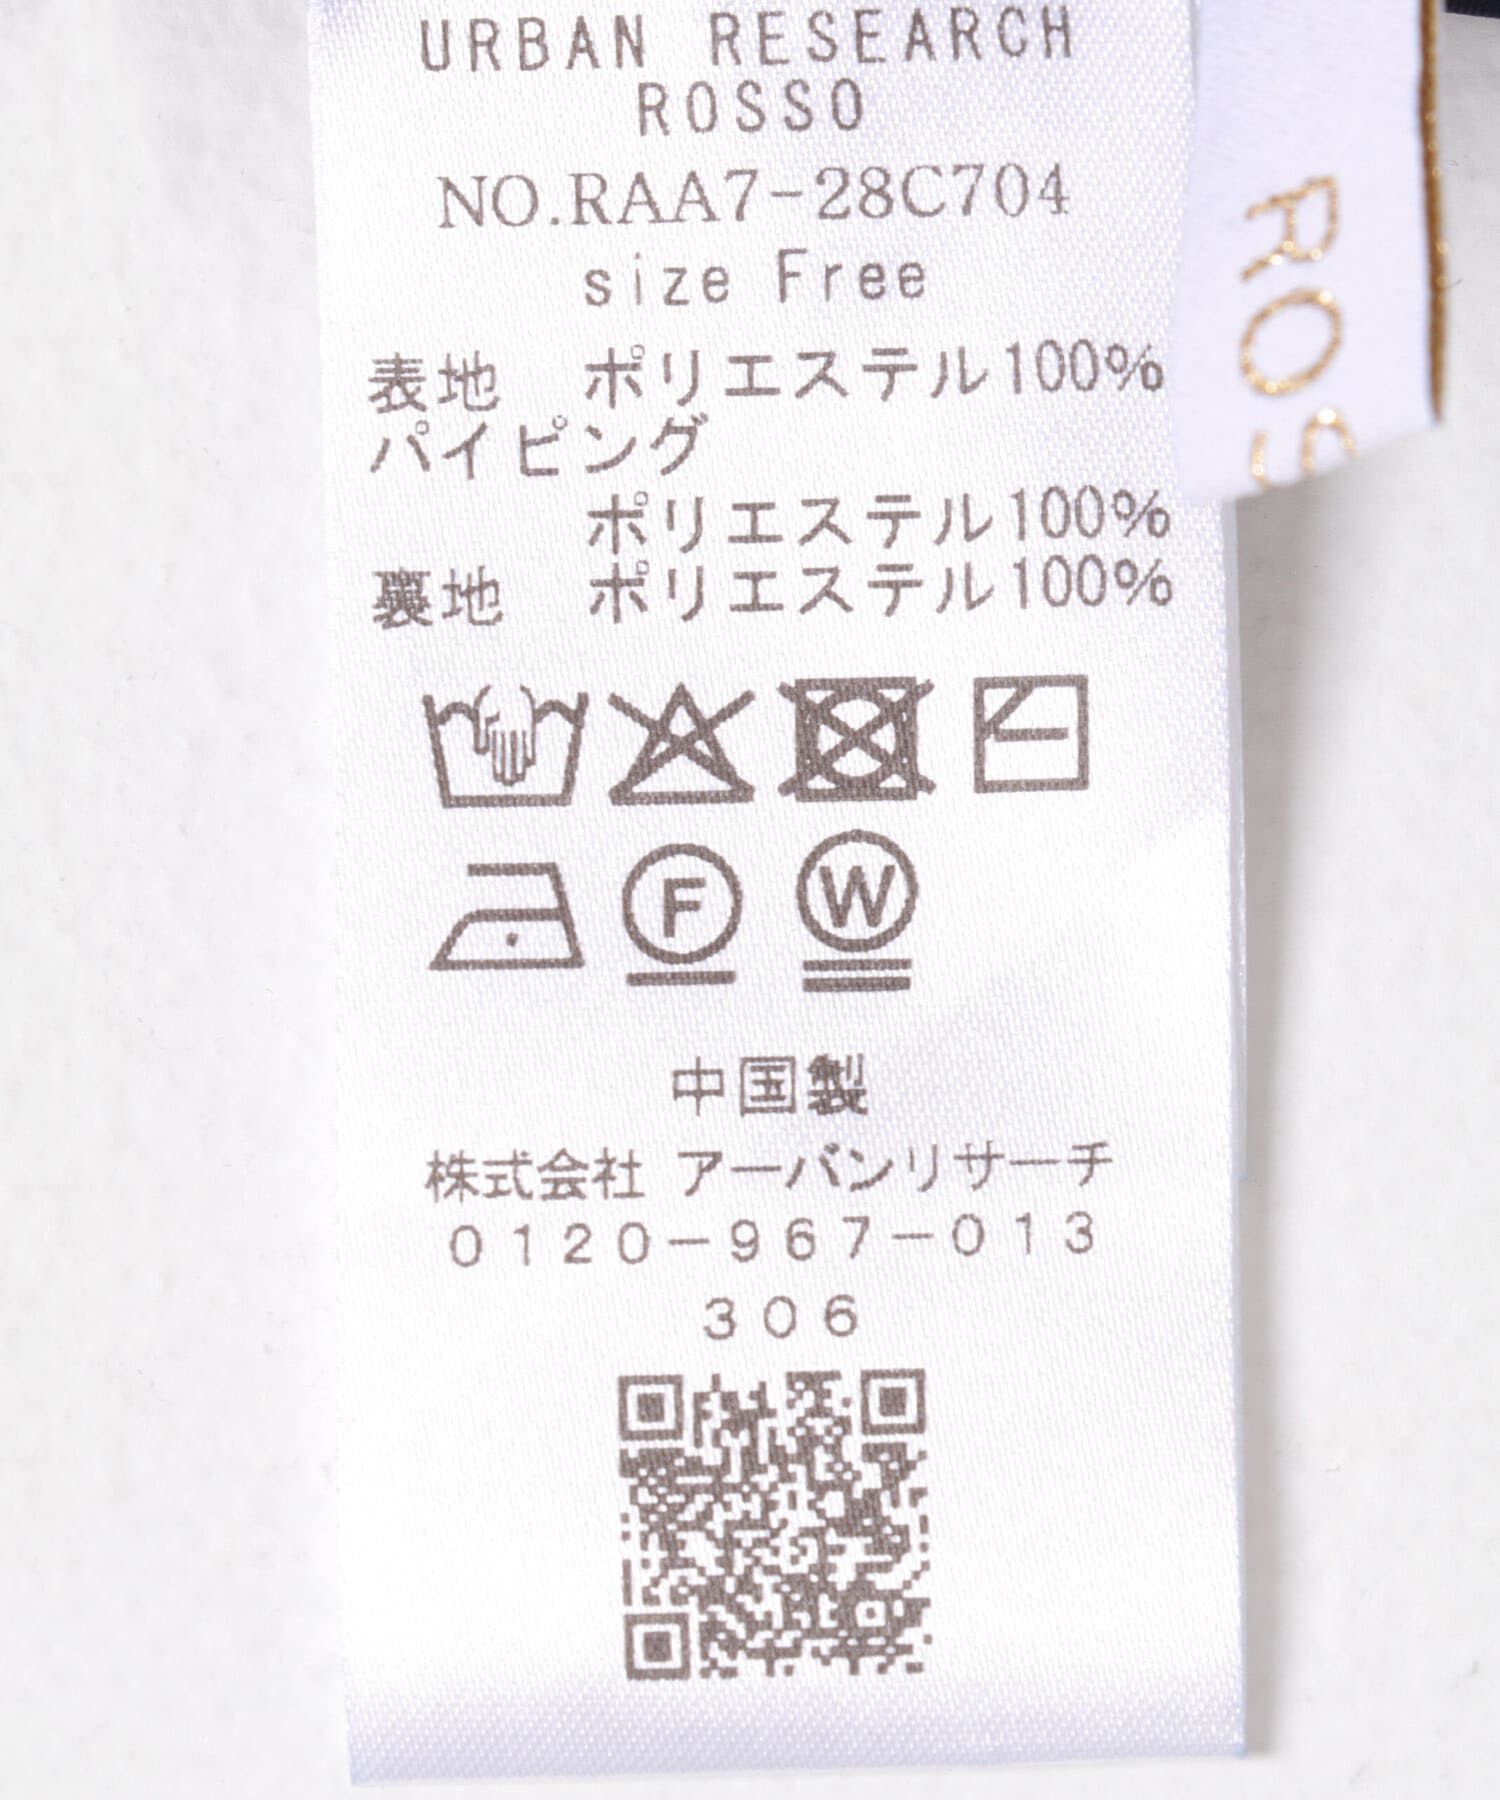 URBAN RESEARCH
ROSSO
NO.RAA7-28C704
size Free
表地 ポリエステル100%
パイピング
ポリエステル100%
裏地 ポリエステル100%
F
W
中国製
株式会社 アーバンリサーチ
0120-967-013
306
ROS